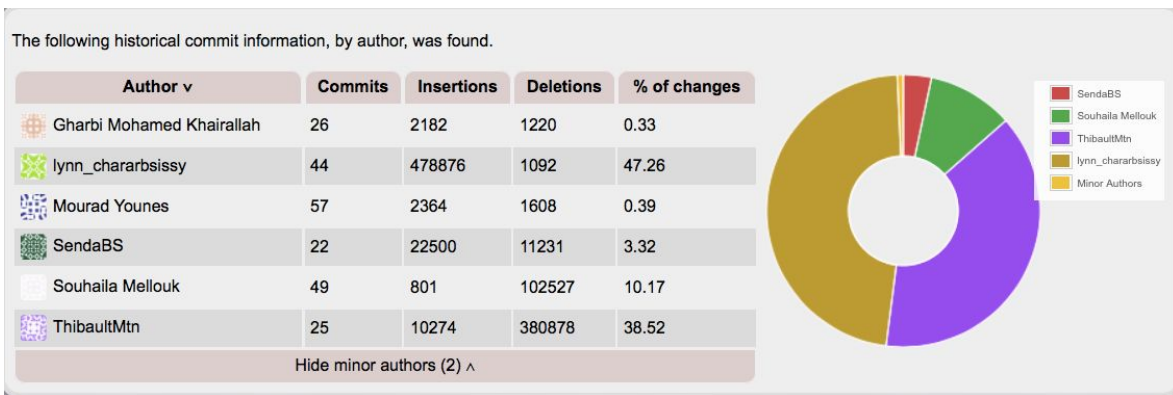 The following historical commit information, by author, was found.
Author ˅ Commits Insertions Deletions % of changes
Gharbi Mohamed Khairallah 26 2182 1220 0.33
lynn_chararbsissy 44 478876 1092 47.26
Mourad Younes 57 2364 1608 0.39
SendaBS 22 22500 11231 3.32
Souhaila Mellouk 49 801 102527 10.17
ThibaultMtn 25 10274 380878 38.52
Hide minor authors (2) ˄
SendaBS
Souhaila Mellouk
ThibaultMtn
lynn_chararbsissy
Minor Authors